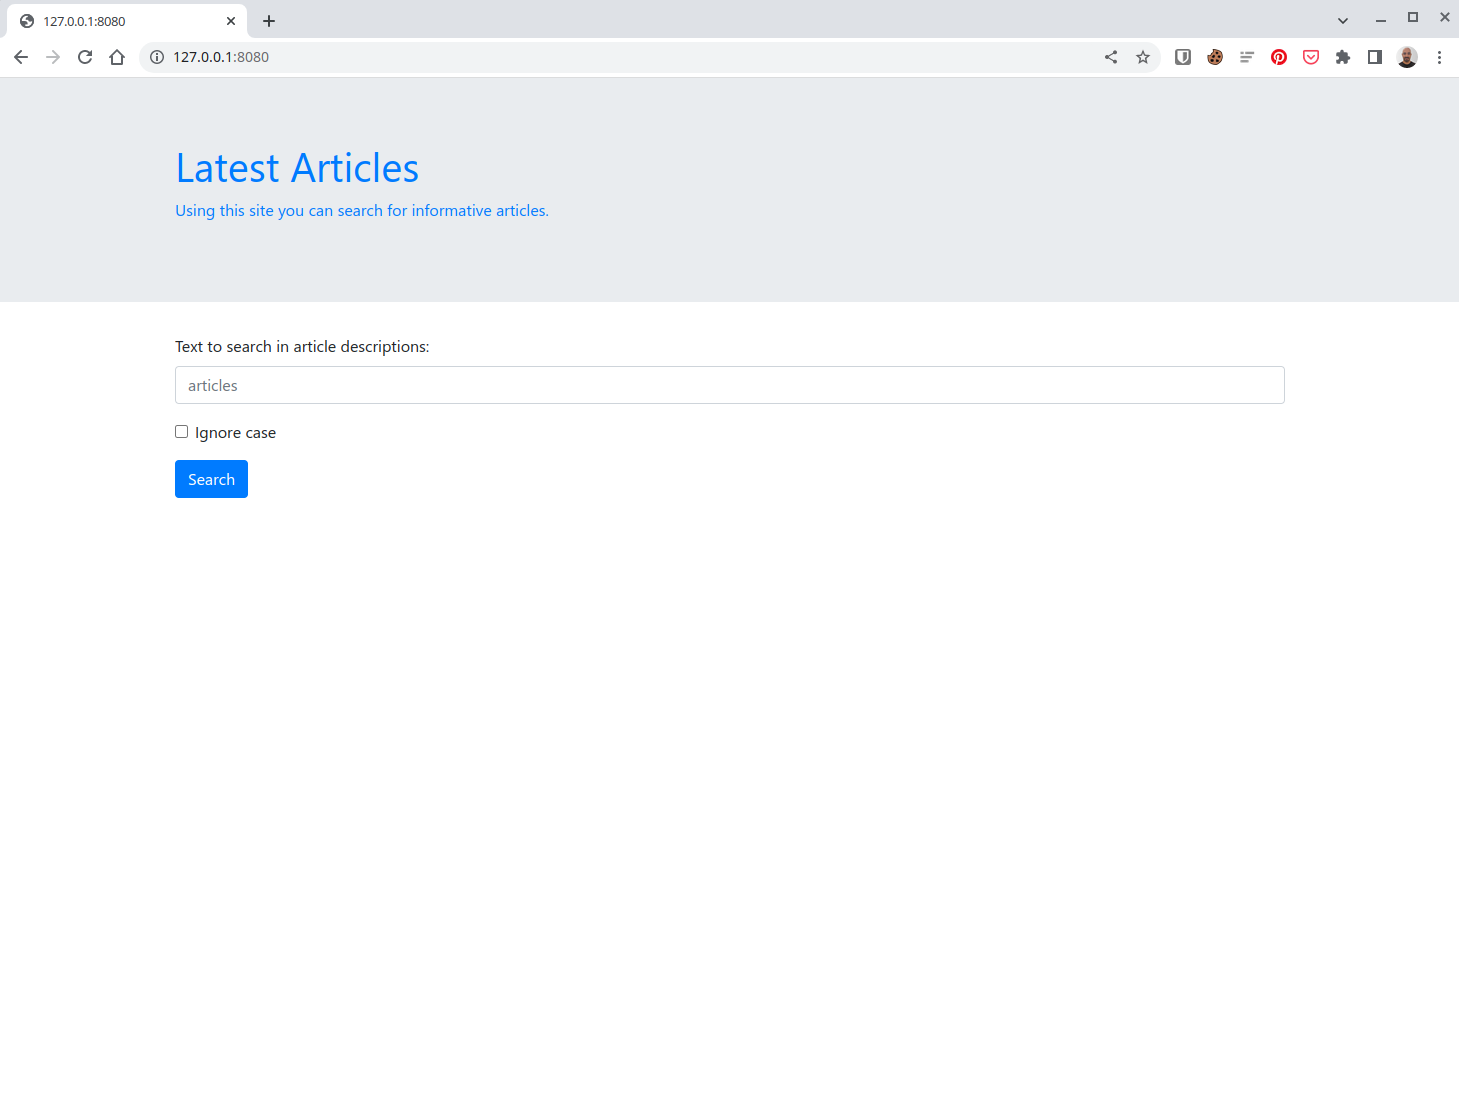 127.0.0.1:8080
127.0.0.1:8080
Latest Articles
Using this site you can search for informative articles.
Text to search in article descriptions:
articles
Ignore case
Search